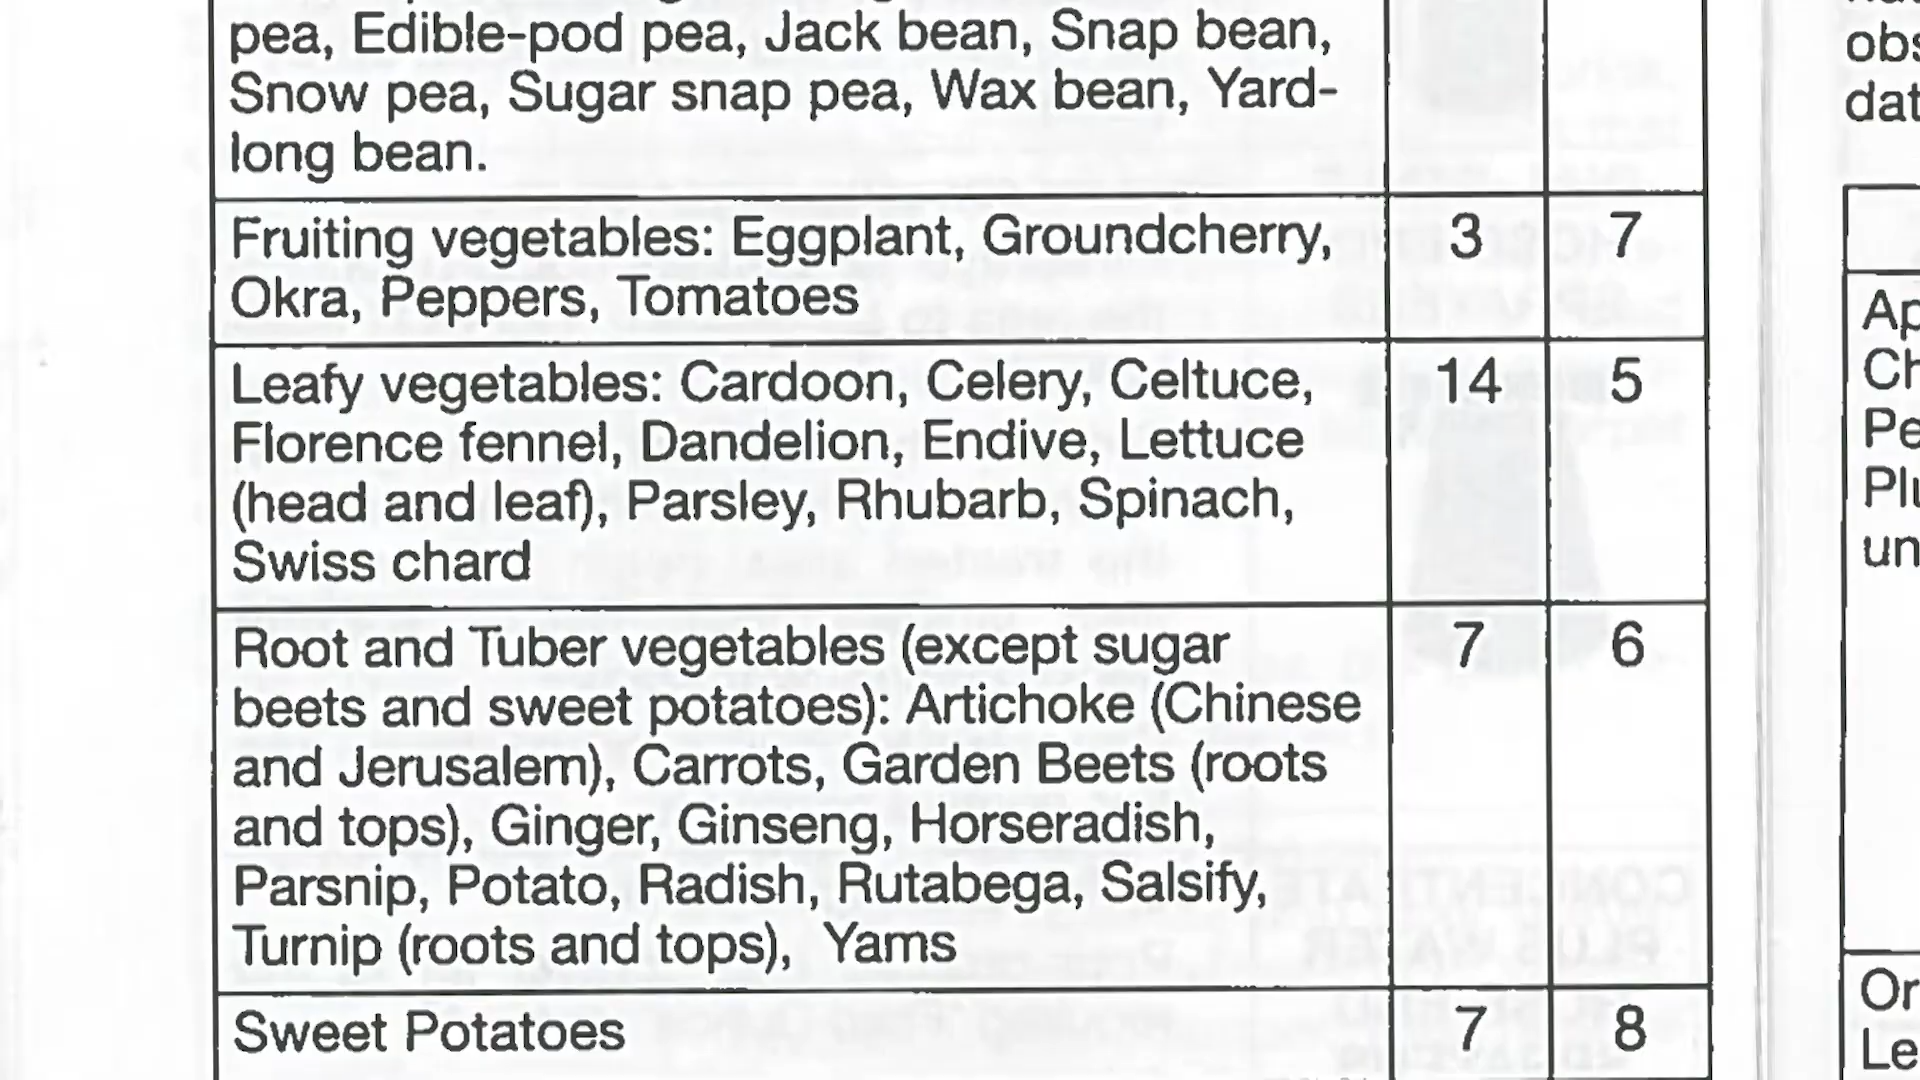 pea, Edible-pod pea, Jack bean, Snap bean,
Snow pea, Sugar snap pea, Wax bean, Yard-
long bean.
Fruiting vegetables: Eggplant, Groundcherry, 3 7
Okra, Peppers, Tomatoes
Leafy vegetables: Cardoon, Celery, Celtuce, 14 5
Florence fennel, Dandelion, Endive, Lettuce
(head and leaf), Parsley, Rhubarb, Spinach,
Swiss chard
Root and Tuber vegetables (except sugar 7 6
beets and sweet potatoes): Artichoke (Chinese
and Jerusalem), Carrots, Garden Beets (roots
and tops), Ginger, Ginseng, Horseradish,
Parsnip, Potato, Radish, Rutabega, Salsify,
Turnip (roots and tops), Yams
Sweet Potatoes 7 8